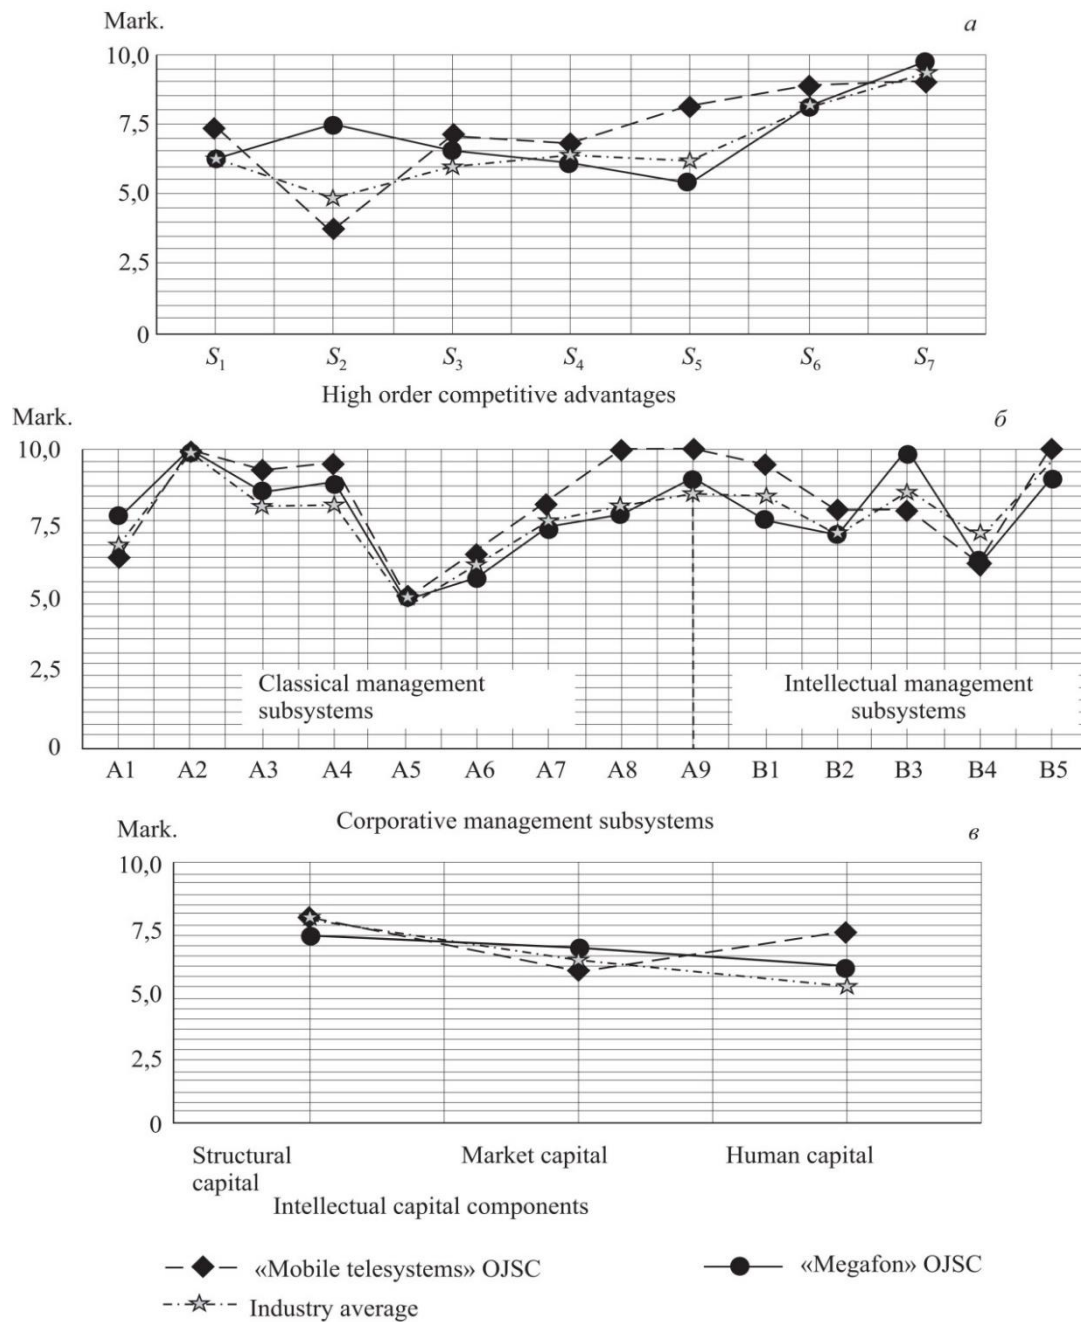 Mark.
а
10,0
7,5
5,0
2,5
0
S1 S2 S3 S4 S5 S6 S7
High order competitive advantages
Mark.
б
10,0
7,5
5,0
2,5
0
Classical management
subsystems
Intellectual management
subsystems
A1 A2 A3 A4 A5 A6 A7 A8 A9 B1 B2 B3 B4 B5
Corporative management subsystems
Mark.
в
10,0
7,5
5,0
2,5
0
Structural
capital
Market capital
Human capital
Intellectual capital components
«Mobile telesystems» OJSC
«Megafon» OJSC
Industry average